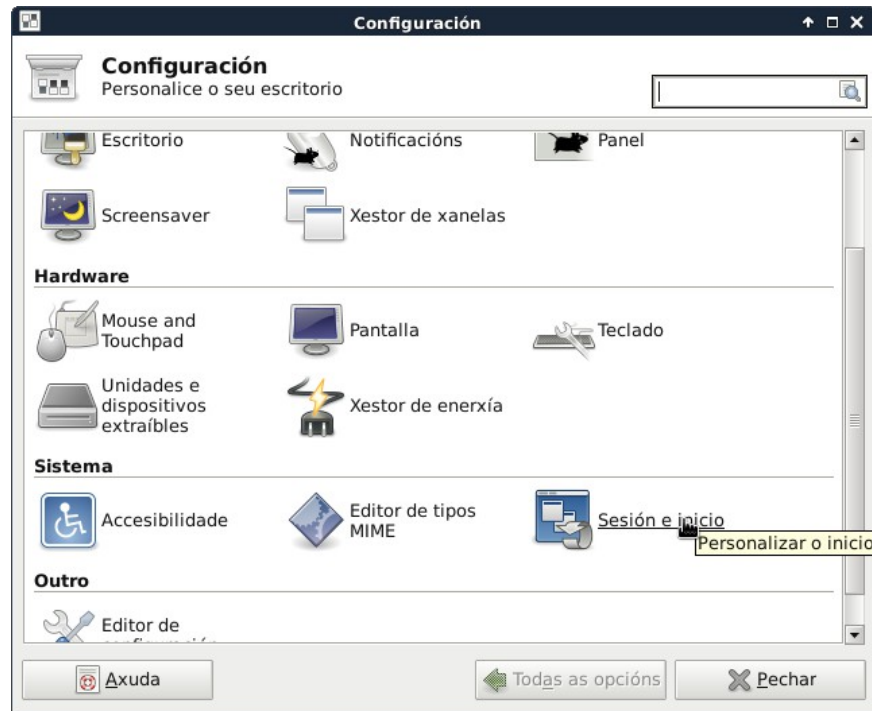 Configuración
Configuración
Personalice o seu escritorio
Escritorio
Notificacións
Panel
Screensaver
Xestor de xanelas
Hardware
Mouse and
Touchpad
Pantalla
Teclado
Unidades e
dispositivos
extraíbles
Xestor de enerxía
Sistema
Accesibilidade
Editor de tipos
MIME
Sesión e inicio
Personalizar o inicio
Outro
Editor de
configuración
Axuda
Todas as opcións
Pechar